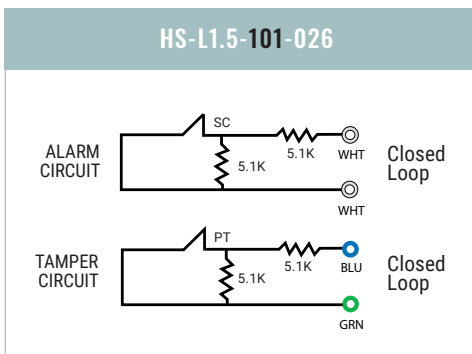 HS-L1.5-101-026
ALARM
CIRCUIT
SC
5.1K
5.1K
WHT
WHT
Closed
Loop
TAMPER
CIRCUIT
PT
5.1K
5.1K
BLU
GRN
Closed
Loop